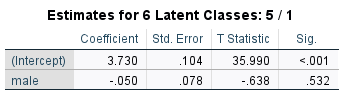 Estimates for 6 Latent Classes: 5 / 1
Coefficient Std. Error T Statistic Sig.
(Intercept) 3.730 .104 35.990 <.001
male -.050 .078 -.638 .532